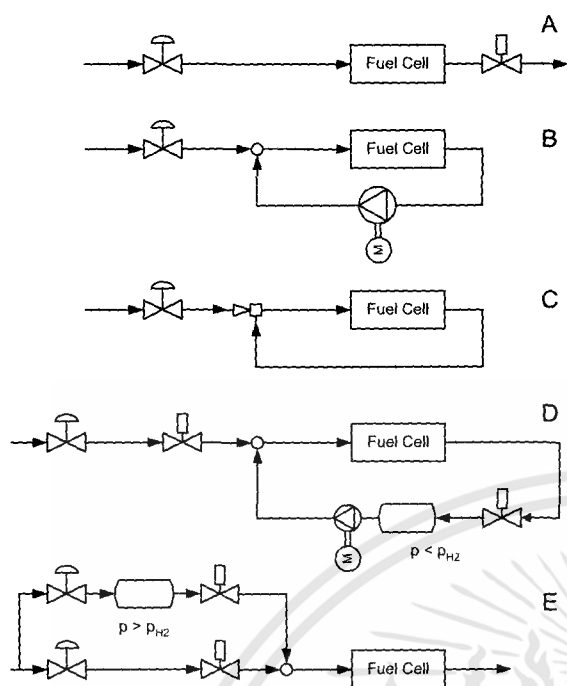 A
Fuel Cell
B
Fuel Cell
M
C
Fuel Cell
D
Fuel Cell
M
p < pH2
E
p > pH2
Fuel Cell